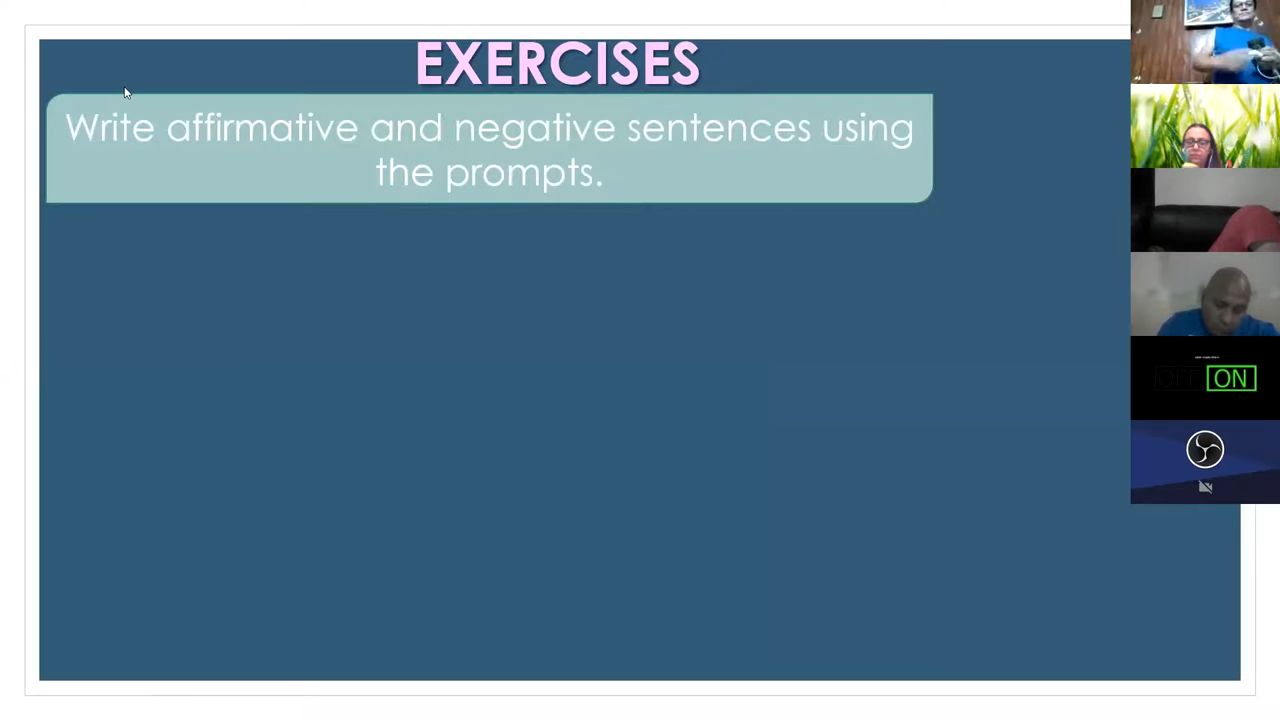 EXERCISES
Write affirmative and negative sentences using
the prompts.
ON